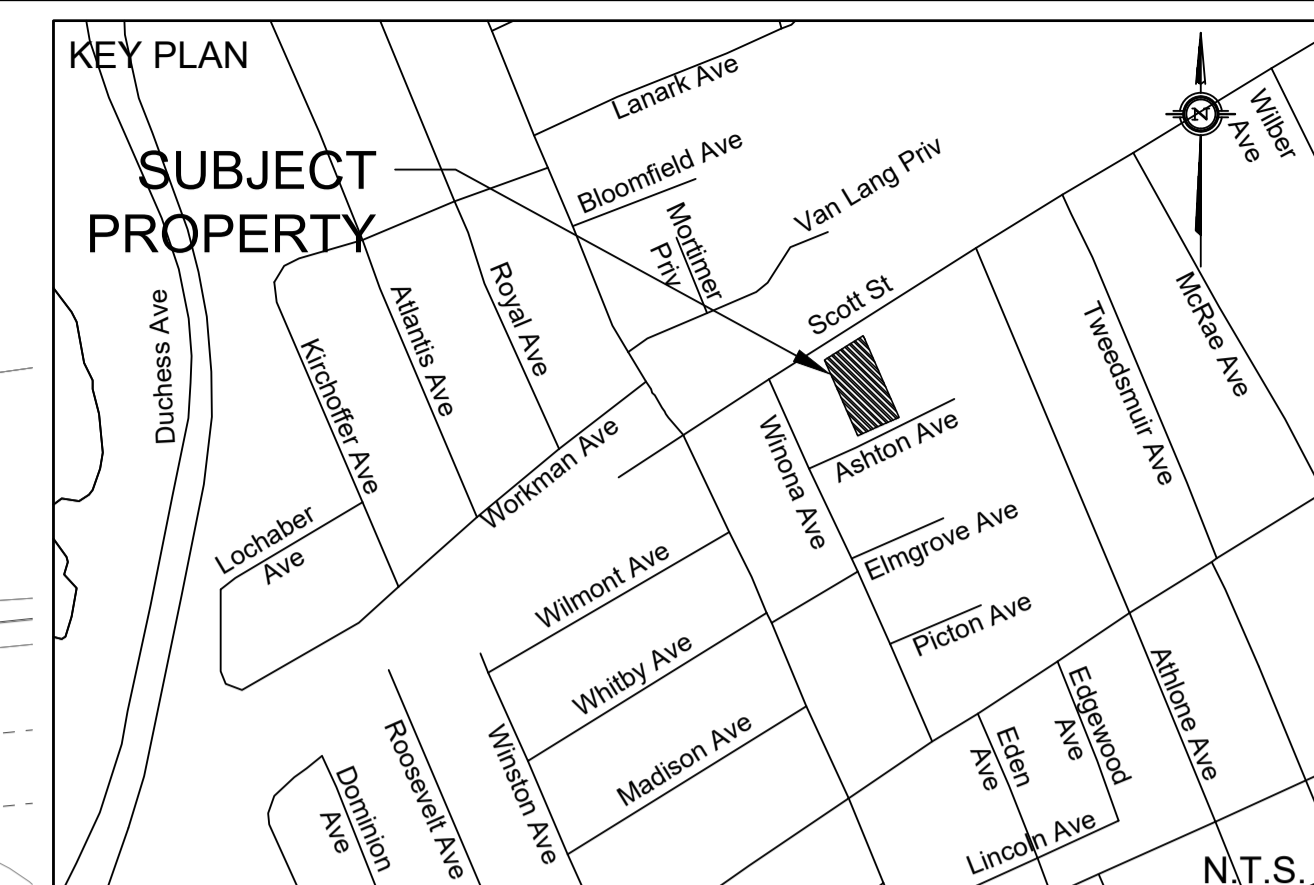 KEY PLAN
Lanark Ave
Wilber
Ave
SUBJECT
PROPERTY
Bloomfield Ave
Van Lang Priv
Mortimer
Priv
Duchess Ave
Atlantis Ave
Royal Ave
Scott St
McRae Ave
Kirchoffer Ave
Tweedsmuir Ave
Winona Ave
Ashton Ave
Workman Ave
Lochaber
Ave
Elmgrove Ave
Wilmont Ave
Picton Ave
Whitby Ave
Athlone Ave
Edgewood
Ave
Roosevelt Ave
Winston Ave
Madison Ave
Eden
Ave
Dominion
Ave
Lincoln Ave
N
N.T.S.